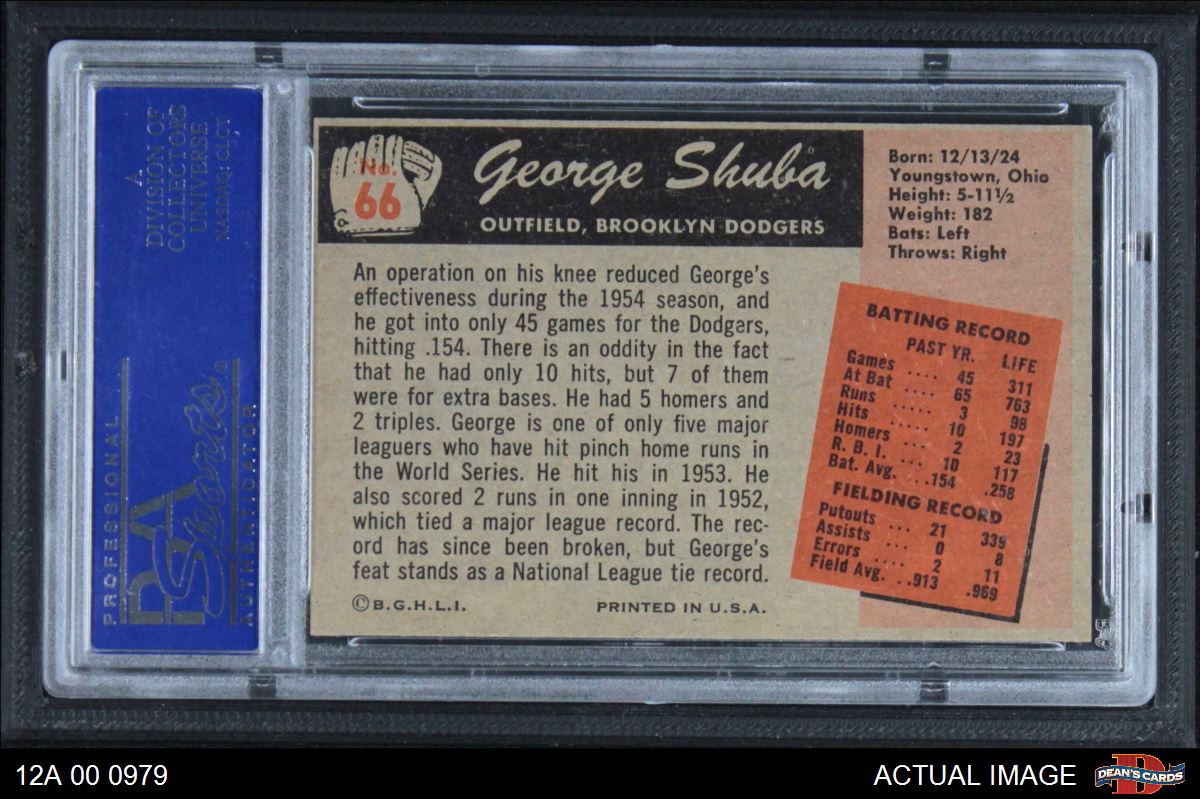 A
DIVISION OF
COLLECTORS
UNIVERSE
NASDAQ: CLCT
PROFESSIONAL
PSA
Sports®
AUTHENTICATOR
No.
66
George Shuba
OUTFIELD, BROOKLYN DODGERS
Born: 12/13/24
Youngstown, Ohio
Height: 5-11½
Weight: 182
Bats: Left
Throws: Right
An operation on his knee reduced George's
effectiveness during the 1954 season, and
he got into only 45 games for the Dodgers,
hitting .154. There is an oddity in the fact
that he had only 10 hits, but 7 of them
were for extra bases. He had 5 homers and
2 triples. George is one of only five major
leaguers who have hit pinch home runs in
the World Series. He hit his in 1953. He
also scored 2 runs in one inning in 1952,
which tied a major league record. The rec-
ord has since been broken, but George's
feat stands as a National League tie record.
©B.G.H.L.I. PRINTED IN U.S.A.
BATTING RECORD
PAST YR. LIFE
Games .... 45 311
At Bat .... 65 763
Runs ..... 3 98
Hits ..... 10 197
Homers .. 2 23
R. B. I. ... 10 117
Bat. Avg. ...154 .258
FIELDING RECORD
Putouts ... 21 339
Assists ... 0 8
Errors ... 2 11
Field Avg. ..913 .969
12A 00 0979
ACTUAL IMAGE
D
DEAN'S CARDS